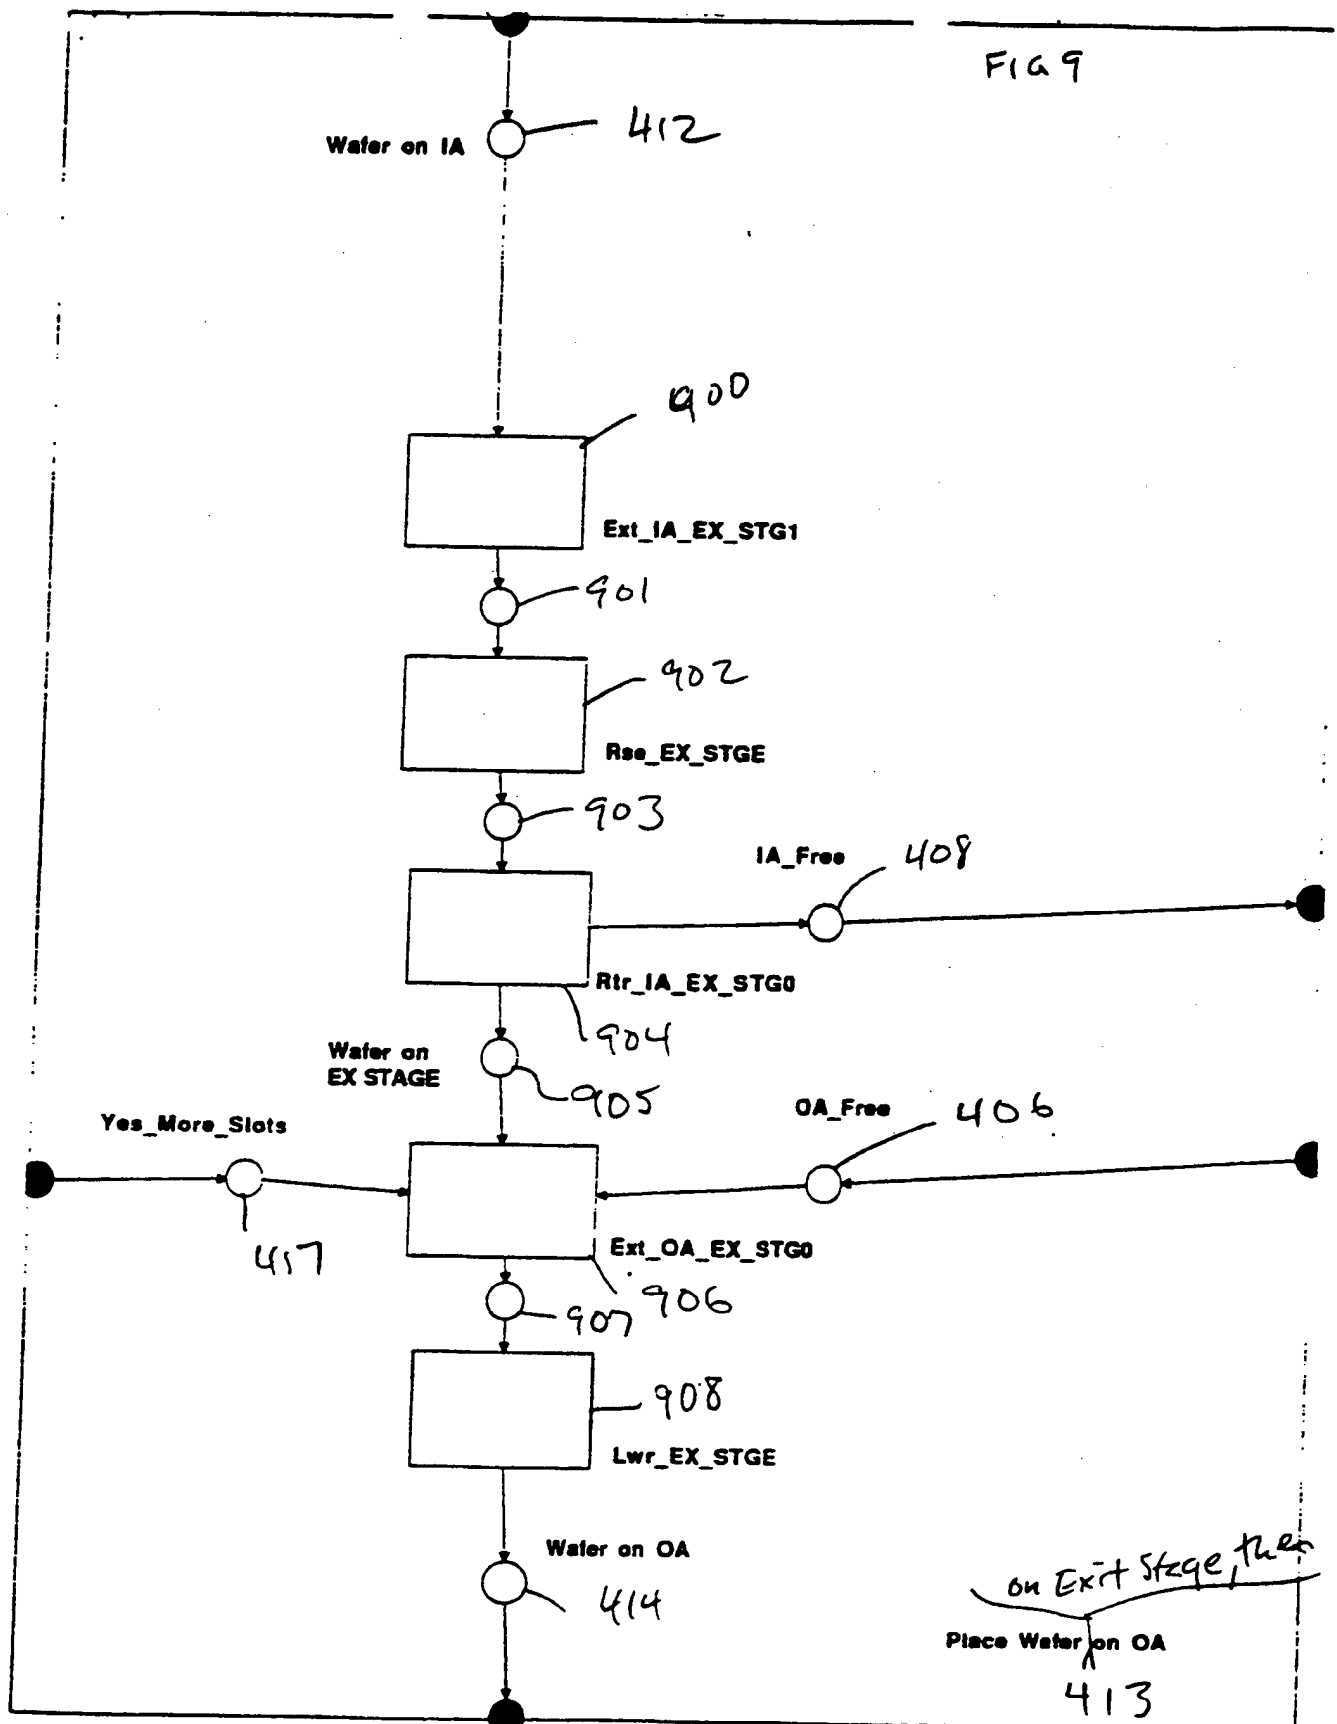 FIG 9
Wafer on IA
412
900
Ext_IA_EX_STG1
901
902
Rse_EX_STGE
903
IA_Free
408
Rtr_IA_EX_STG0
904
Wafer on
EX STAGE
905
Yes_More_Slots
OA_Free
406
417
Ext_OA_EX_STG0
906
907
908
Lwr_EX_STGE
Wafer on OA
414
on Exit Stage, then
Place Wafer on OA
413